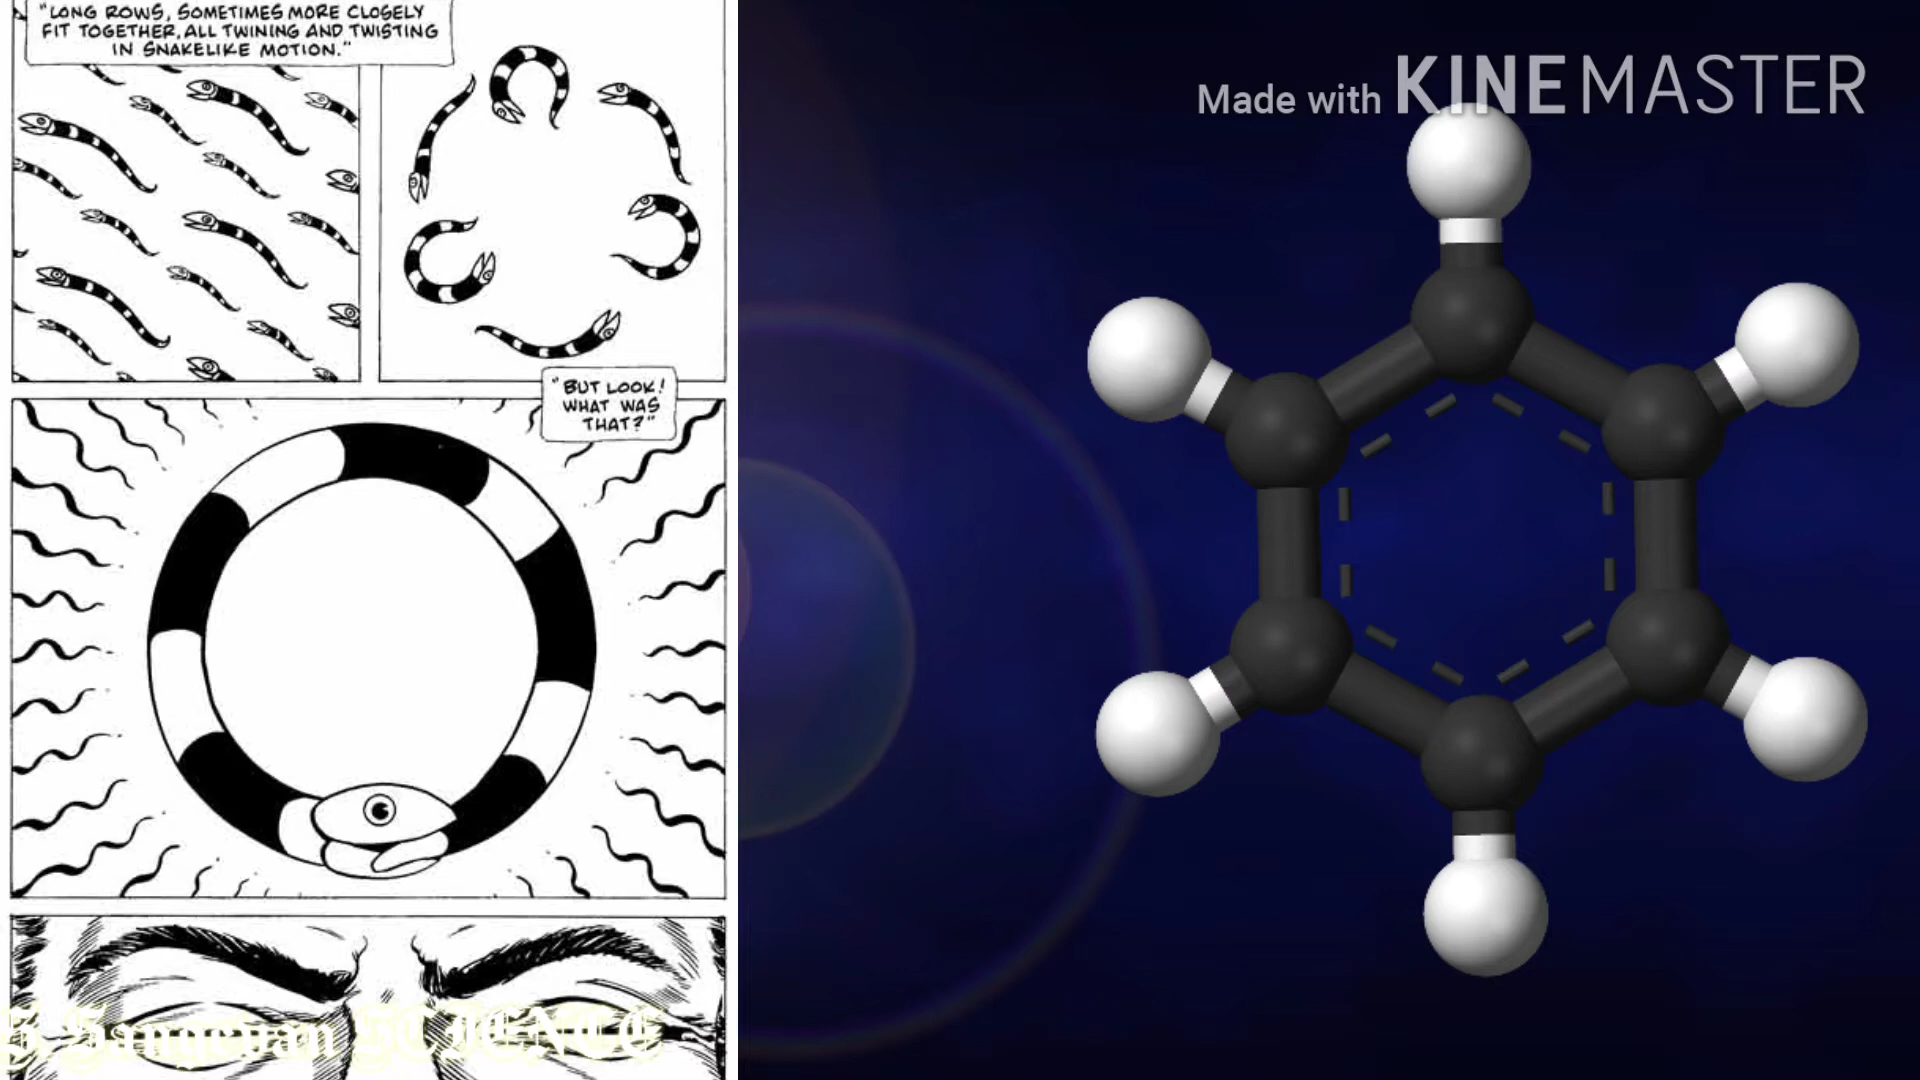 "LONG ROWS, SOMETIMES MORE CLOSELY
FIT TOGETHER, ALL TWINING AND TWISTING
IN SNAKELIKE MOTION."
Made with KINEMASTER
"BUT LOOK!
WHAT WAS
THAT?"
SCIENCE